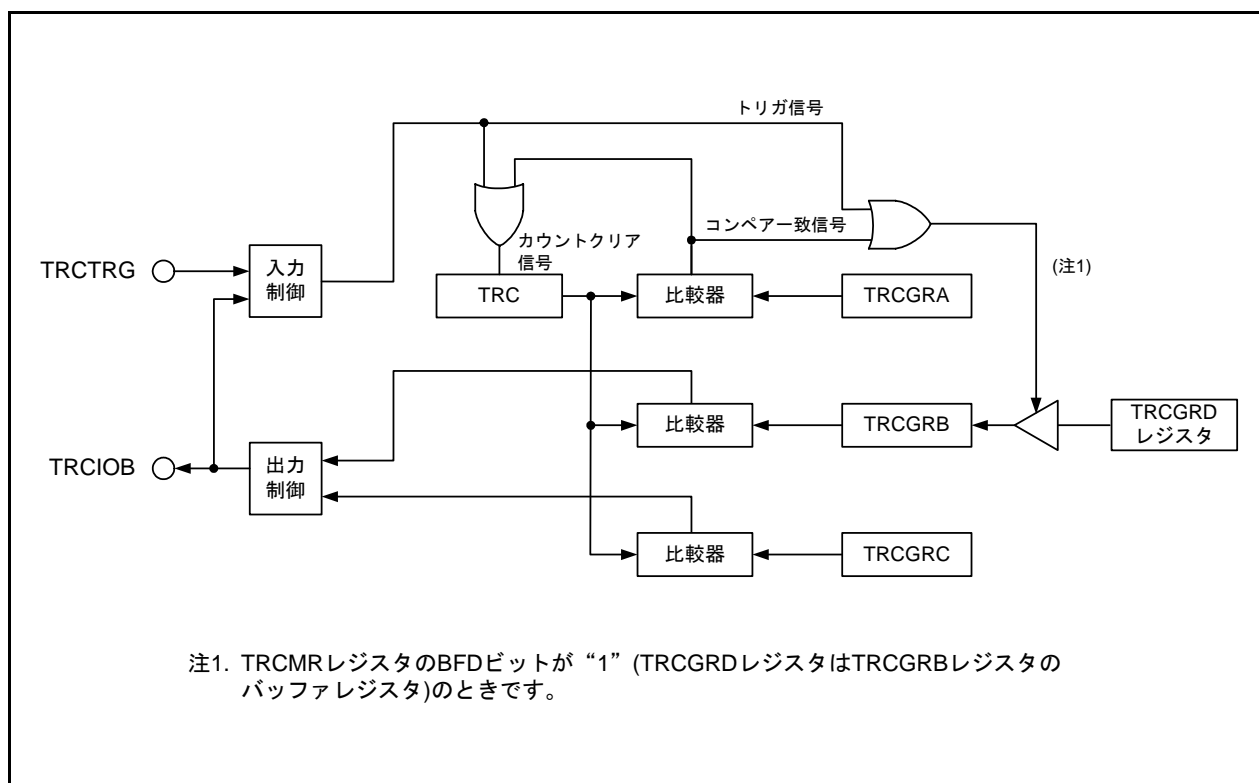 トリガ信号
コンペア一致信号
カウントクリア
信号
(注1)
TRCTRG
入力
制御
TRC
比較器
TRCGRA
比較器
TRCGRB
TRCGRD
レジスタ
TRCIOB
出力
制御
比較器
TRCGRC
注1. TRCMRレジスタのBFDビットが“1”(TRCGRDレジスタはTRCGRBレジスタの
バッファレジスタ)のときです。